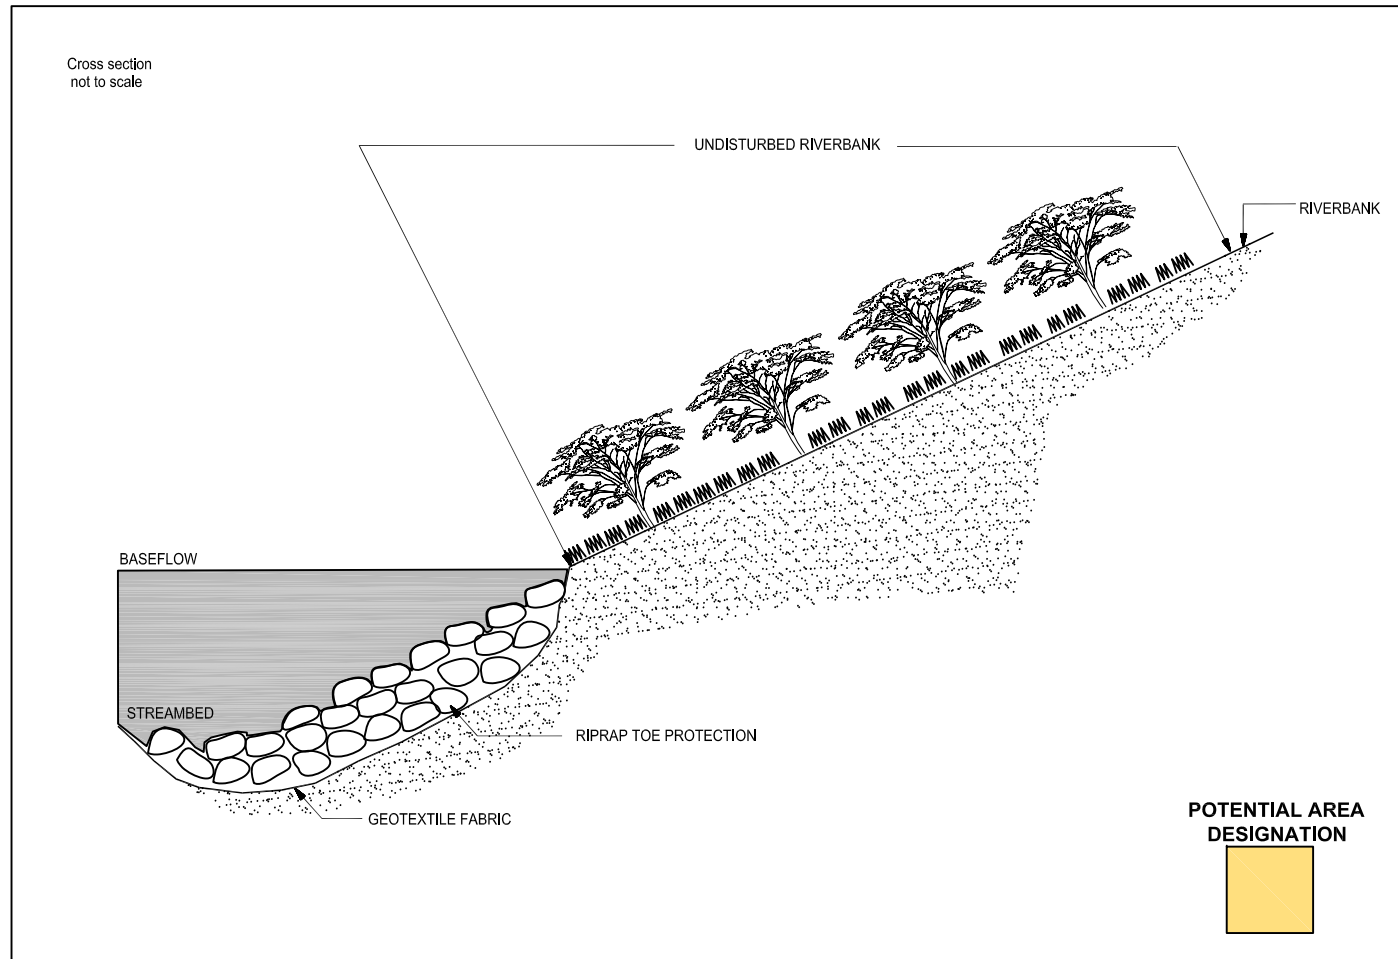 Cross section
not to scale
UNDISTURBED RIVERBANK
RIVERBANK
BASEFLOW
STREAMBED
RIPRAP TOE PROTECTION
GEOTEXTILE FABRIC
POTENTIAL AREA
DESIGNATION